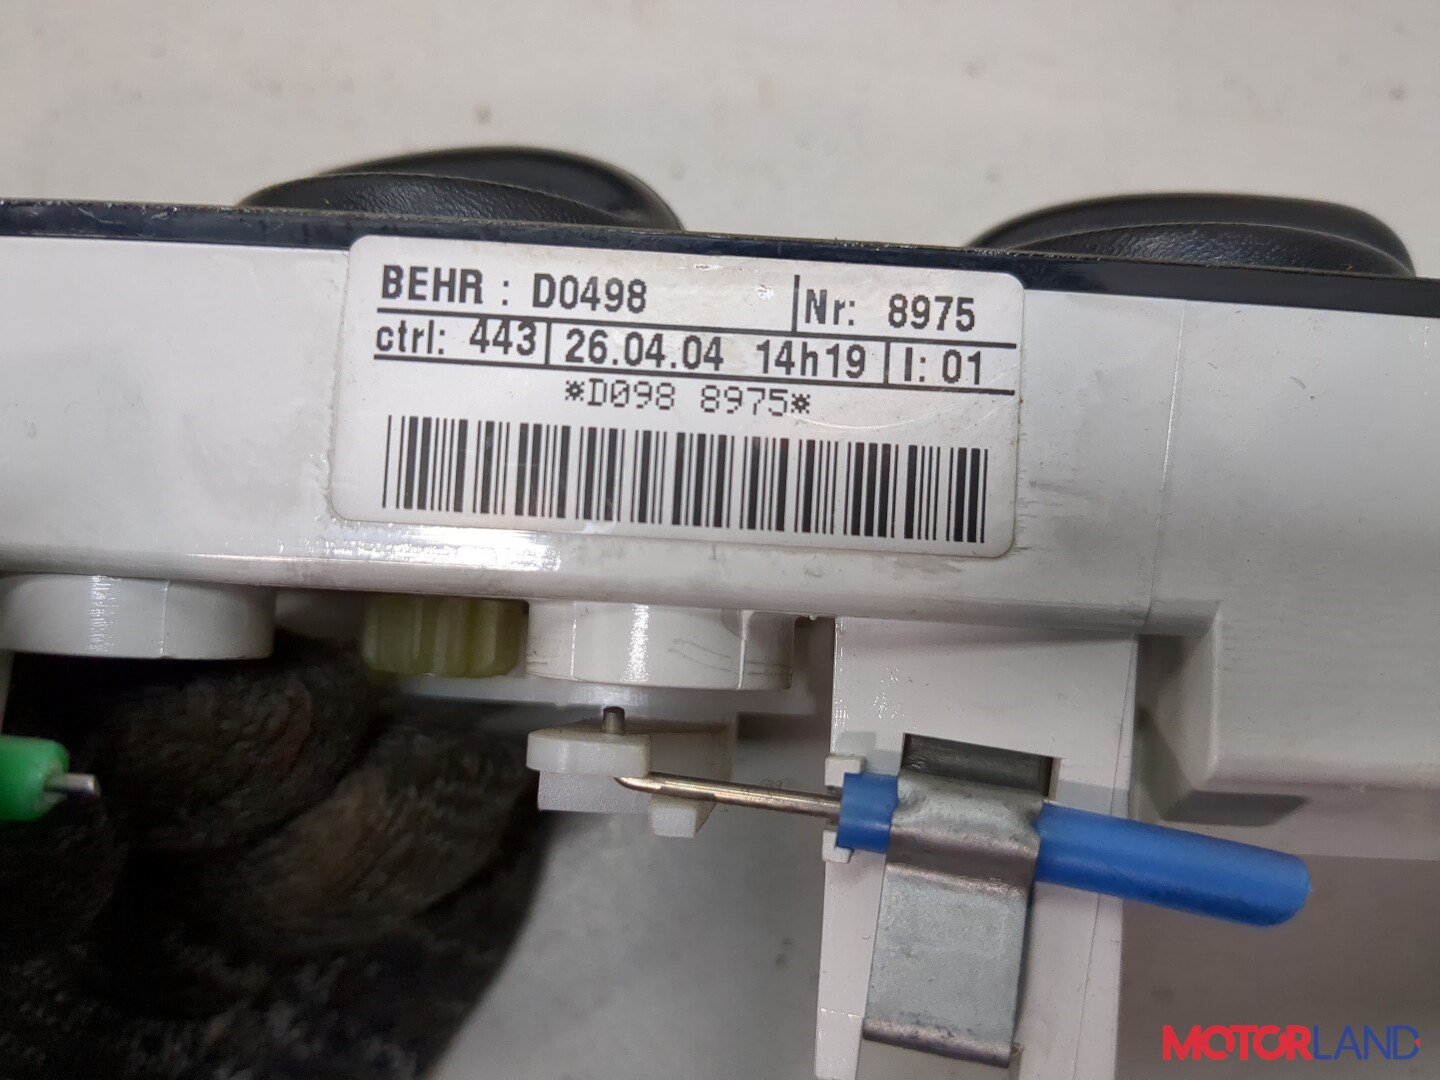 BEHR : D0498 Nr: 8975
ctrl: 443 26.04.04 14h19 I: 01
*D098 8975*
MOTORLAND